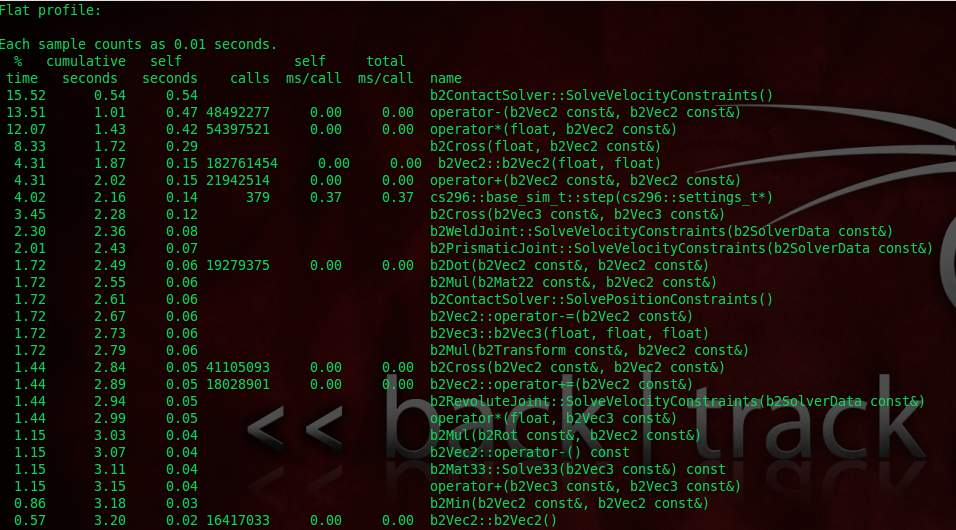 Flat profile:
Each sample counts as 0.01 seconds.
  %   cumulative   self              self     total
 time   seconds   seconds    calls  ms/call  ms/call  name
 15.52      0.54     0.54                             b2ContactSolver::SolveVelocityConstraints()
 13.51      1.01     0.47 48492277     0.00     0.00  operator-(b2Vec2 const&, b2Vec2 const&)
 12.07      1.43     0.42 54397521     0.00     0.00  operator*(float, b2Vec2 const&)
  8.33      1.72     0.29                             b2Cross(float, b2Vec2 const&)
  4.31      1.87     0.15 182761454     0.00     0.00  b2Vec2::b2Vec2(float, float)
  4.31      2.02     0.15 21942514     0.00     0.00  operator+(b2Vec2 const&, b2Vec2 const&)
  4.02      2.16     0.14      379     0.37     0.37  cs296::base_sim_t::step(cs296::settings_t*)
  3.45      2.28     0.12                             b2Cross(b2Vec3 const&, b2Vec3 const&)
  2.30      2.36     0.08                             b2WeldJoint::SolveVelocityConstraints(b2SolverData const&)
  2.01      2.43     0.07                             b2PrismaticJoint::SolveVelocityConstraints(b2SolverData const&)
  1.72      2.49     0.06 19279375     0.00     0.00  b2Dot(b2Vec2 const&, b2Vec2 const&)
  1.72      2.55     0.06                             b2Mul(b2Mat22 const&, b2Vec2 const&)
  1.72      2.61     0.06                             b2ContactSolver::SolvePositionConstraints()
  1.72      2.67     0.06                             b2Vec2::operator-=(b2Vec2 const&)
  1.72      2.73     0.06                             b2Vec3::b2Vec3(float, float, float)
  1.72      2.79     0.06                             b2Mul(b2Transform const&, b2Vec2 const&)
  1.44      2.84     0.05 41105093     0.00     0.00  b2Cross(b2Vec2 const&, b2Vec2 const&)
  1.44      2.89     0.05 18028901     0.00     0.00  b2Vec2::operator+=(b2Vec2 const&)
  1.44      2.94     0.05                             b2RevoluteJoint::SolveVelocityConstraints(b2SolverData const&)
  1.44      2.99     0.05                             operator*(float, b2Vec3 const&)
  1.15      3.03     0.04                             b2Mul(b2Rot const&, b2Vec2 const&)
  1.15      3.07     0.04                             b2Vec2::operator-() const
  1.15      3.11     0.04                             b2Mat33::Solve33(b2Vec3 const&) const
  1.15      3.15     0.04                             operator+(b2Vec3 const&, b2Vec3 const&)
  0.86      3.18     0.03                             b2Min(b2Vec2 const&, b2Vec2 const&)
  0.57      3.20     0.02 16417033     0.00     0.00  b2Vec2::b2Vec2()
<< back | track